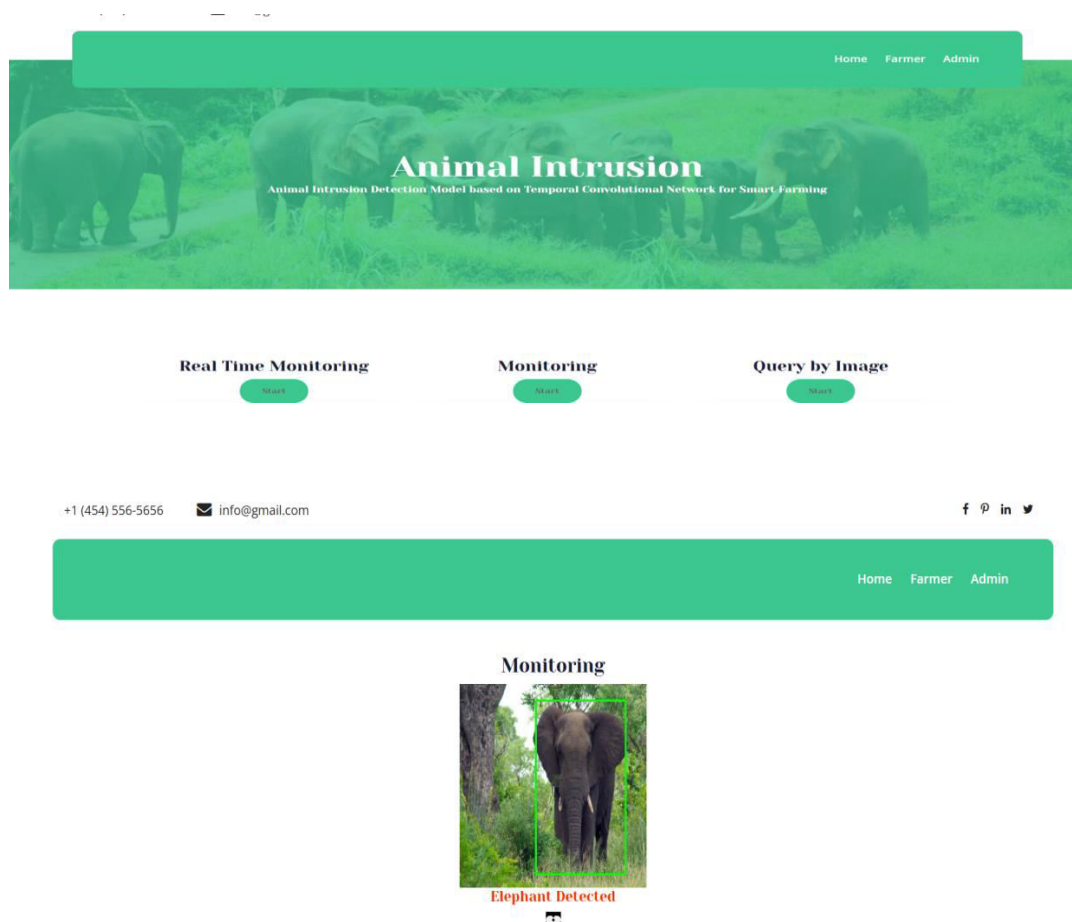 Home Farmer Admin
Animal Intrusion
Animal Intrusion Detection Model based on Temporal Convolutional Network for Smart Farming
Real Time Monitoring Monitoring Query by Image
Start Start Start
+1 (454) 556-5656 info@gmail.com
Home Farmer Admin
Monitoring
Elephant Detected